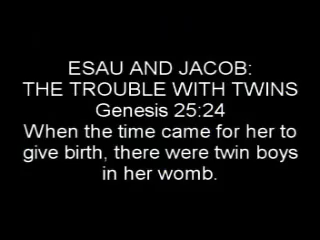 ESAU AND JACOB:
THE TROUBLE WITH TWINS
Genesis 25:24
When the time came for her to
give birth, there were twin boys
in her womb.